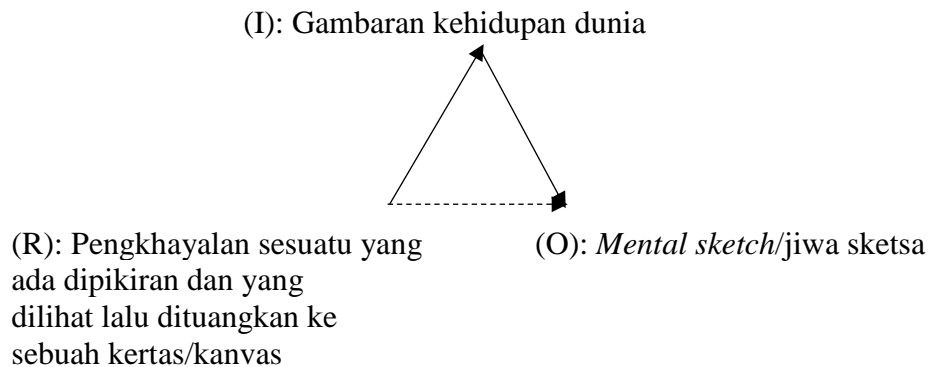 (I): Gambaran kehidupan dunia
(R): Pengkhayalan sesuatu yang
ada dipikiran dan yang
dilihat lalu dituangkan ke
sebuah kertas/kanvas
(O): Mental sketch/jiwa sketsa